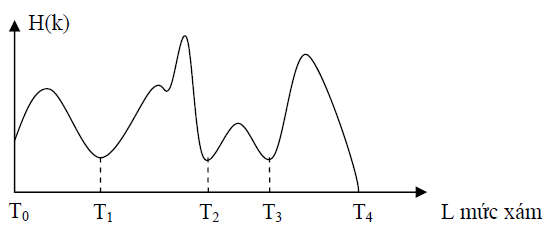 H(k)
T0 T1 T2 T3 T4 L mức xám